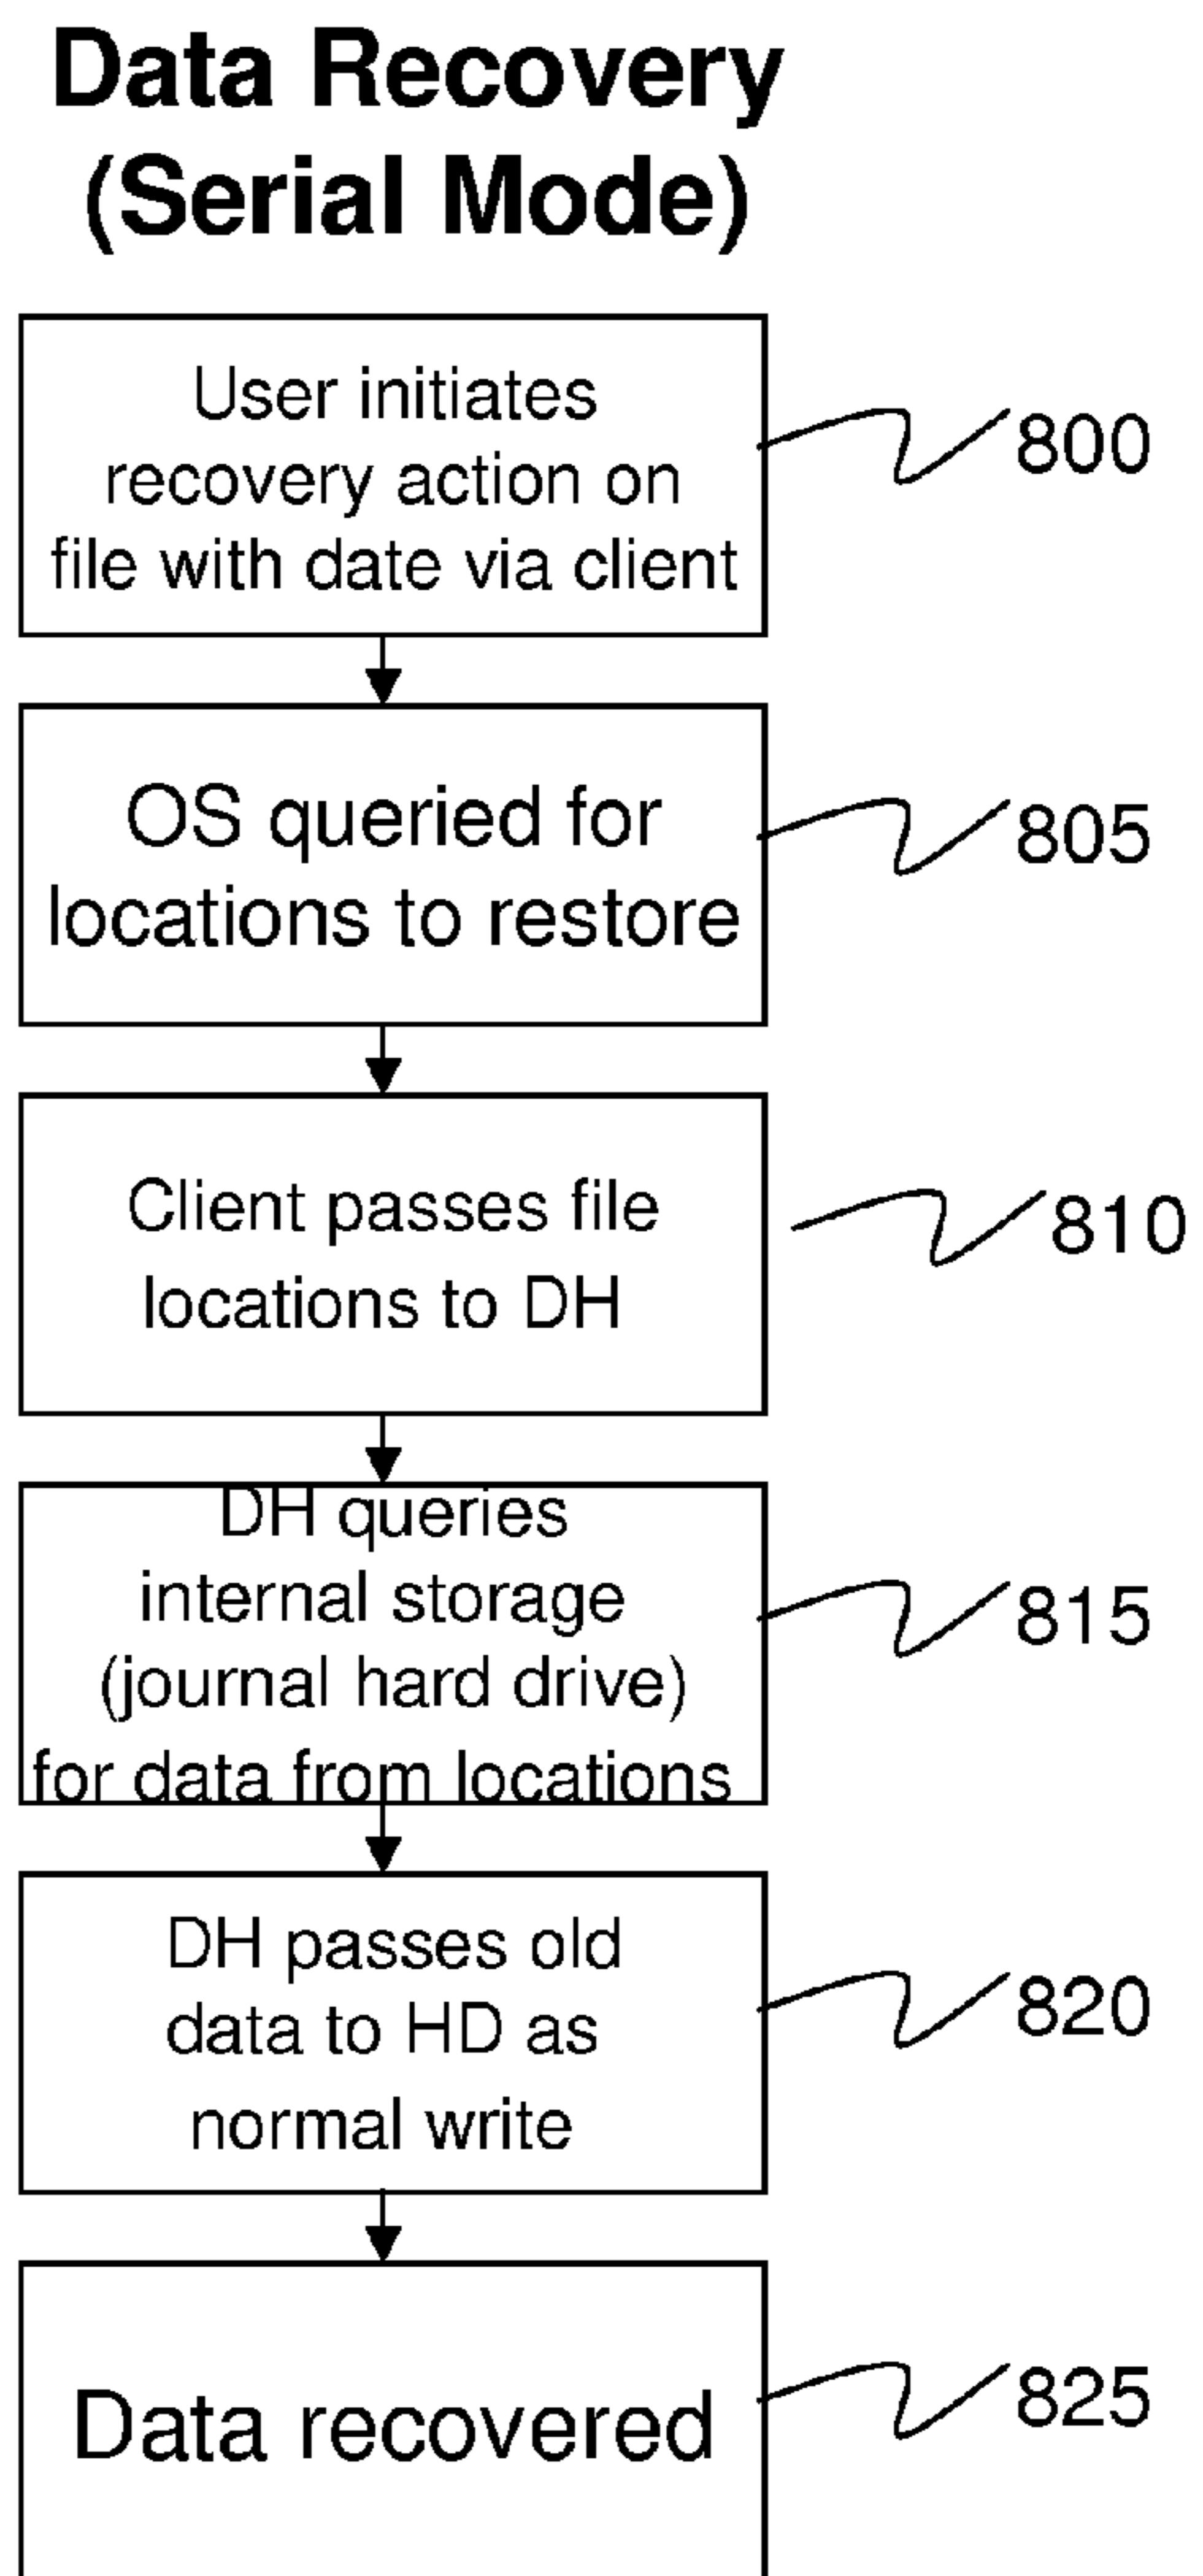 Data Recovery
(Serial Mode)
User initiates
recovery action on
file with date via client
800
OS queried for
locations to restore
805
Client passes file
locations to DH
810
DH queries
internal storage
(journal hard drive)
for data from locations
815
DH passes old
data to HD as
normal write
820
Data recovered
825